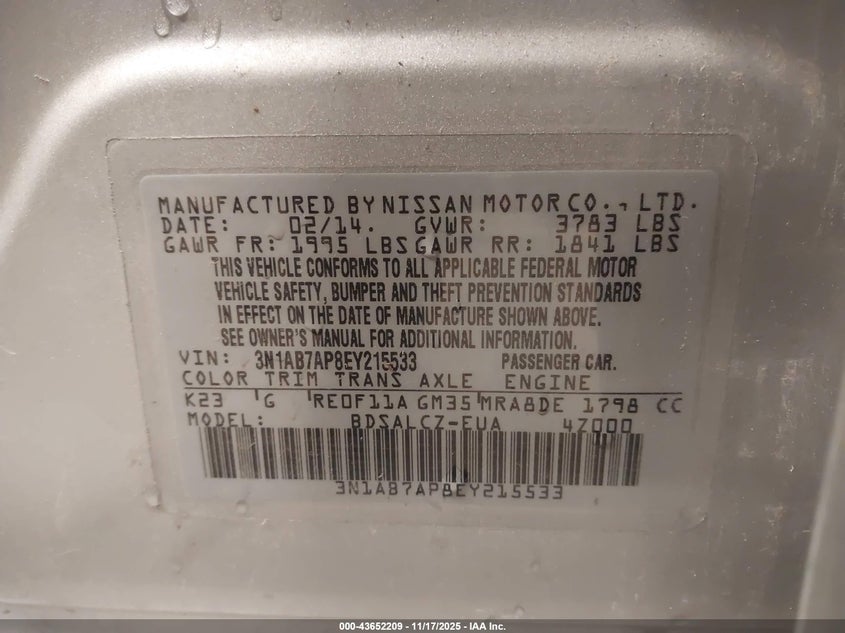 MANUFACTURED BY NISSAN MOTOR CO., LTD.
DATE: 02/14. GVWR: 3783 LBS
GAWR FR: 1995 LBS GAWR RR: 1841 LBS
THIS VEHICLE CONFORMS TO ALL APPLICABLE FEDERAL MOTOR
VEHICLE SAFETY, BUMPER AND THEFT PREVENTION STANDARDS
IN EFFECT ON THE DATE OF MANUFACTURE SHOWN ABOVE.
SEE OWNER'S MANUAL FOR ADDITIONAL INFORMATION.
VIN: 3N1AB7AP8EY215533 PASSENGER CAR.
COLOR TRIM TRANS AXLE ENGINE
K23 G RE0F11A GM35 MRA8DE 1798 CC
MODEL: BDSALCZ-EUA 4Z000
3N1AB7AP8EY215533
000-43652209 - 11/17/2025 - IAA Inc.